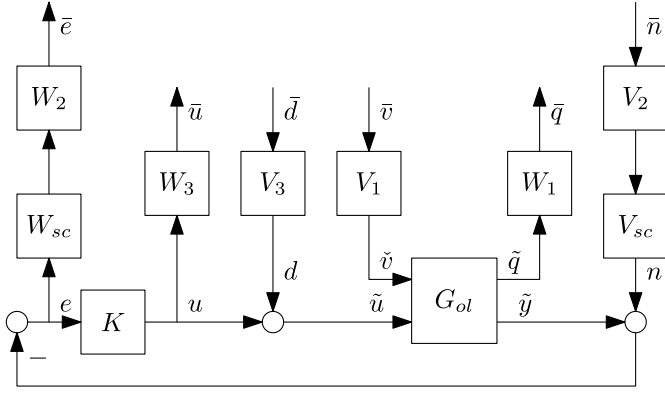 ē n̄
W₂ V₂
ū d̄ v̄ q̄
W₃ V₃ V₁ W₁
W_sc V_sc
v̌ q̃
d n
e K u ũ G_ol ỹ
−